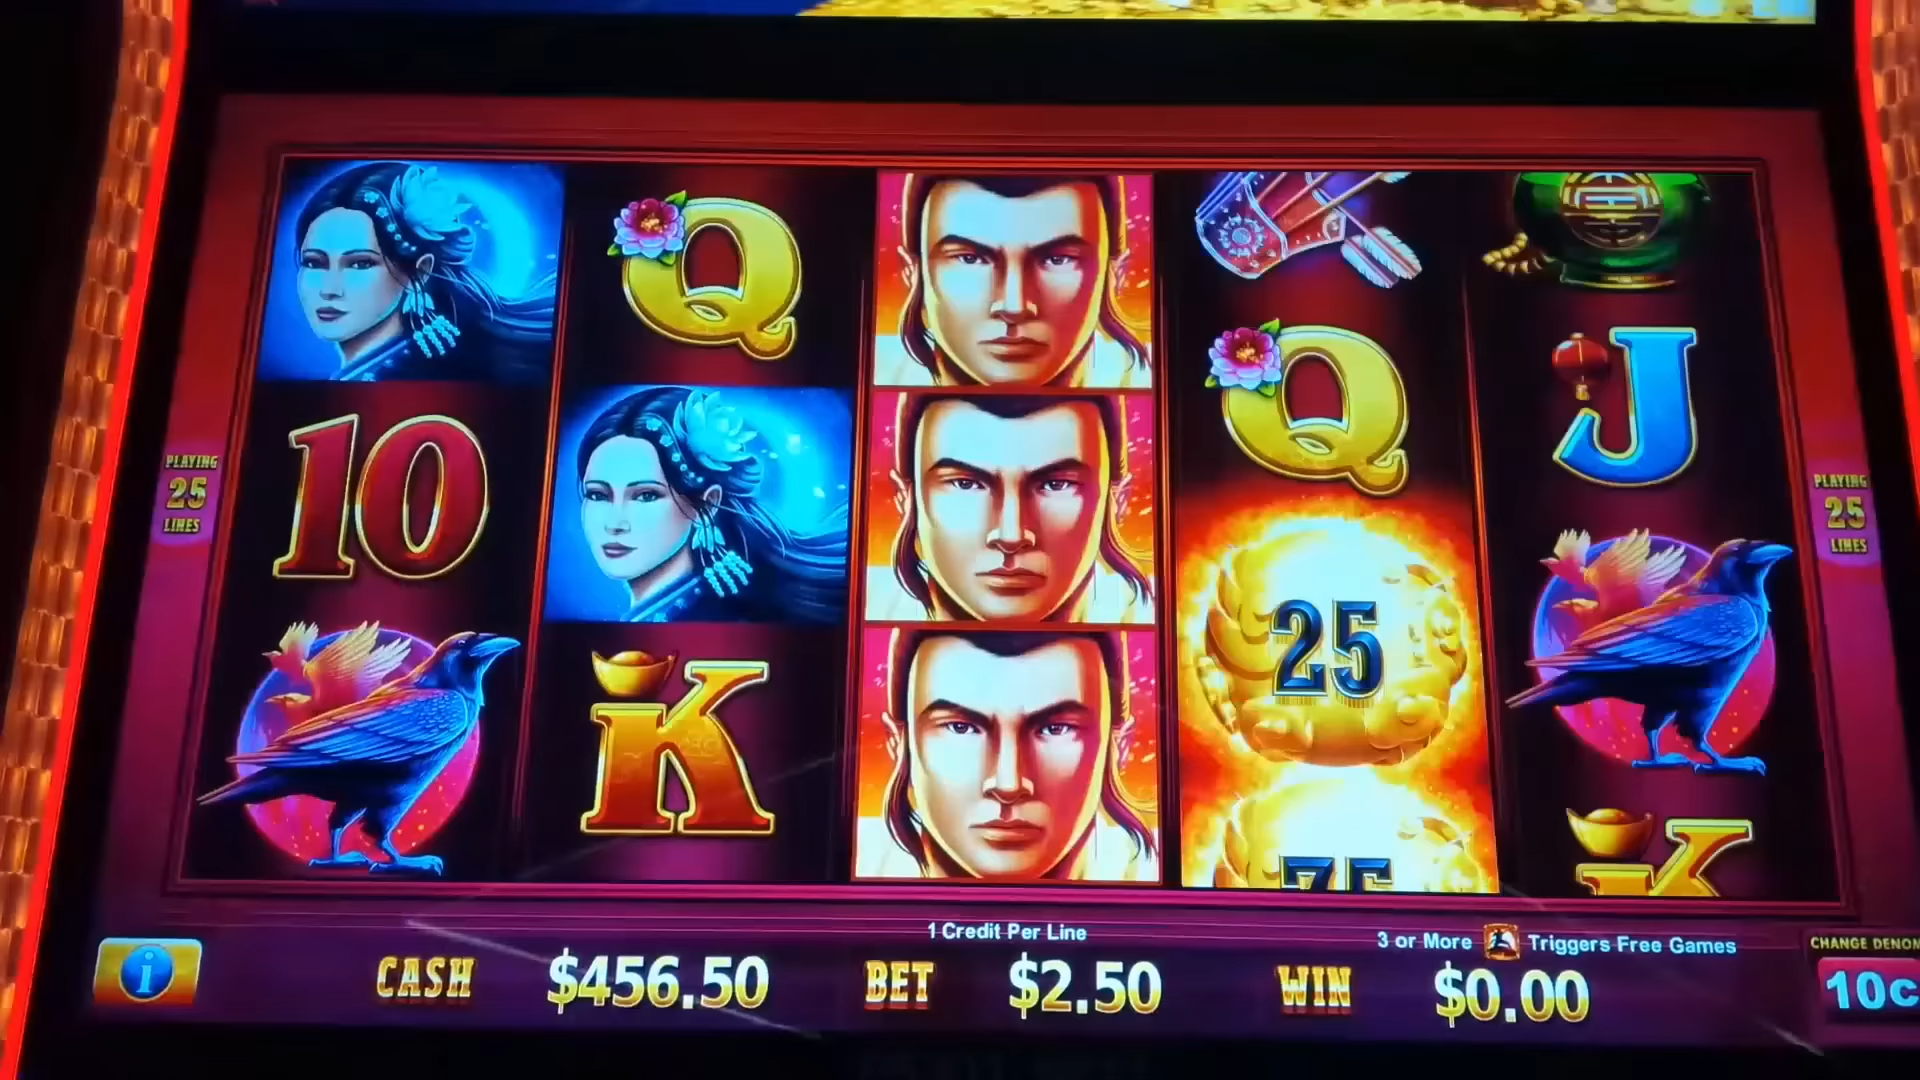 Q
Q
J
10
PLAYING
25
LINES
PLAYING
25
LINES
25
K
75
K
1 Credit Per Line
3 or More Triggers Free Games
CHANGE DENOM
CASH $456.50 BET $2.50 WIN $0.00
10c
i